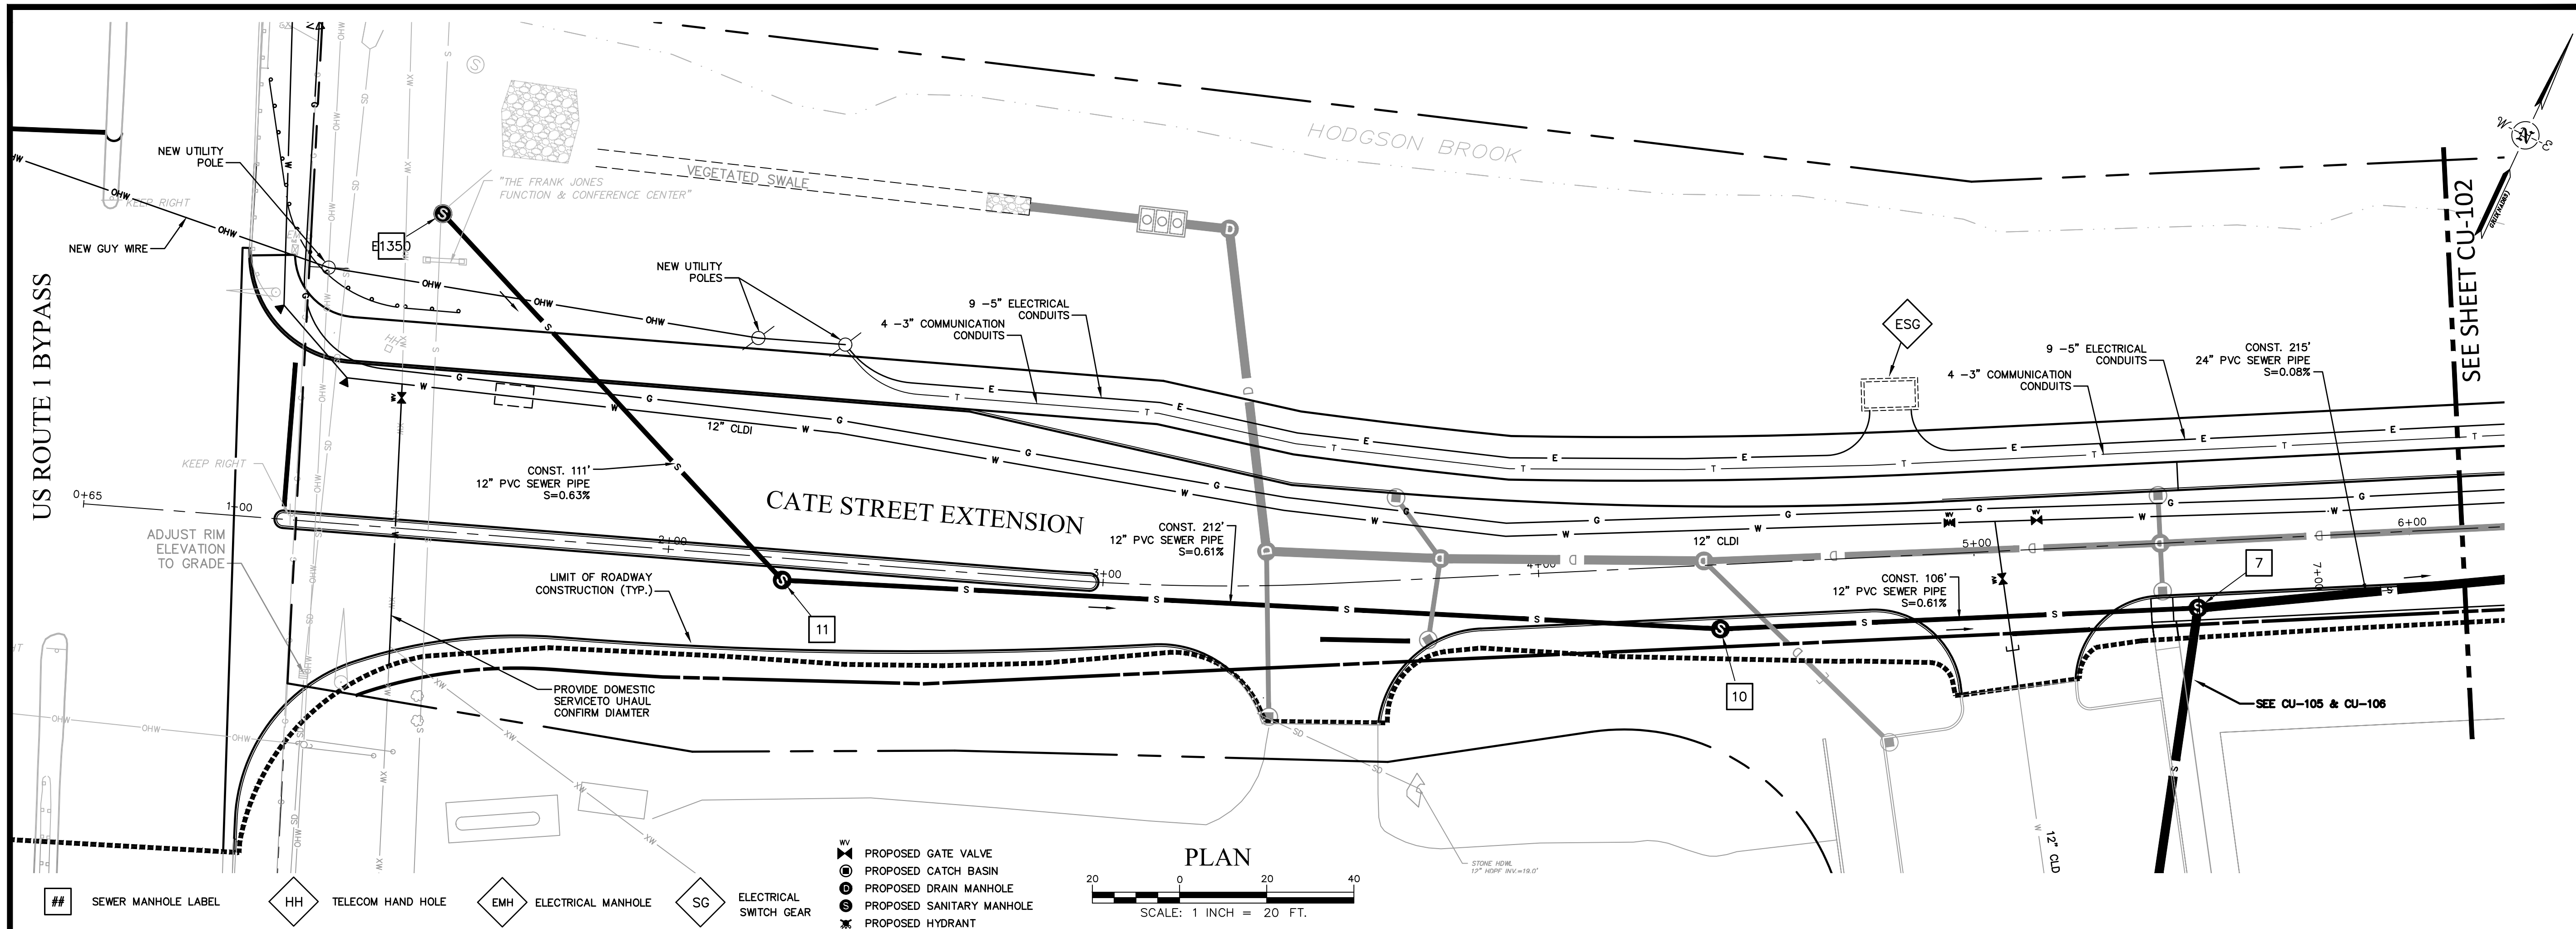 HODGSON BROOK
NEW UTILITY
POLE
KEEP RIGHT
NEW GUY WIRE
US ROUTE 1 BYPASS
E1350
"THE FRANK JONES
FUNCTION & CONFERENCE CENTER"
VEGETATED SWALE
NEW UTILITY
POLES
9 -5" ELECTRICAL
CONDUITS
4 -3" COMMUNICATION
CONDUITS
ESG
9 -5" ELECTRICAL
CONDUITS
4 -3" COMMUNICATION
CONDUITS
CONST. 215'
24" PVC SEWER PIPE
S=0.08%
SEE SHEET CU-102
N
W
E
HH
12" CLDI
KEEP RIGHT
0+65
1+00
2+00
3+00
4+00
5+00
6+00
7+00
CONST. 111'
12" PVC SEWER PIPE
S=0.63%
CATE STREET EXTENSION
CONST. 212'
12" PVC SEWER PIPE
S=0.61%
12" CLDI
CONST. 106'
12" PVC SEWER PIPE
S=0.61%
ADJUST RIM
ELEVATION
TO GRADE
LIMIT OF ROADWAY
CONSTRUCTION (TYP.)
11
10
7
PROVIDE DOMESTIC
SERVICETO UHAUL
CONFIRM DIAMTER
SEE CU-105 & CU-106
12" CLD
STONE HDWL
12" HDPE INV.=19.0'
## SEWER MANHOLE LABEL
HH TELECOM HAND HOLE
EMH ELECTRICAL MANHOLE
SG ELECTRICAL
SWITCH GEAR
WV
PROPOSED GATE VALVE
PROPOSED CATCH BASIN
D PROPOSED DRAIN MANHOLE
S PROPOSED SANITARY MANHOLE
PROPOSED HYDRANT
PLAN
20 0 20 40
SCALE: 1 INCH = 20 FT.